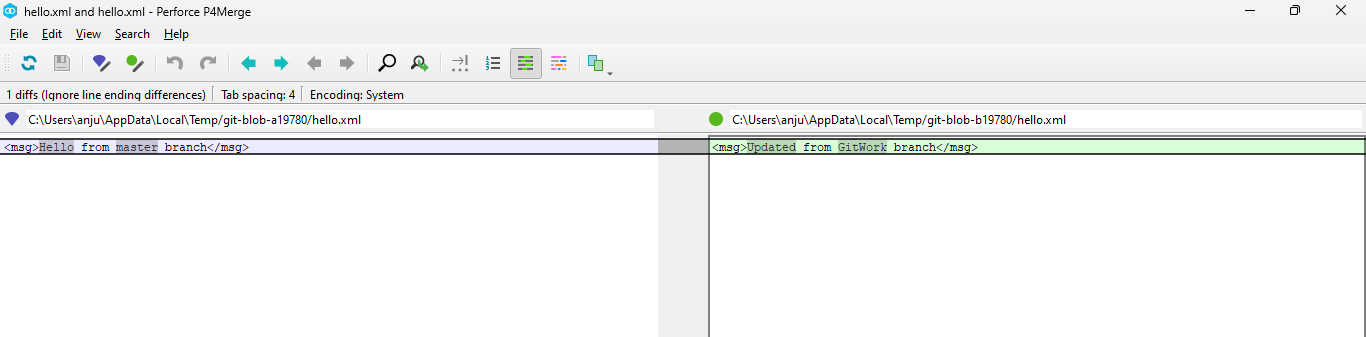 hello.xml and hello.xml - Perforce P4Merge
File Edit View Search Help
1 diffs (Ignore line ending differences) Tab spacing: 4 Encoding: System
C:\Users\anju\AppData\Local\Temp/git-blob-a19780/hello.xml C:\Users\anju\AppData\Local\Temp/git-blob-b19780/hello.xml
<msg>Hello from master branch</msg> <msg>Updated from GitWork branch</msg>